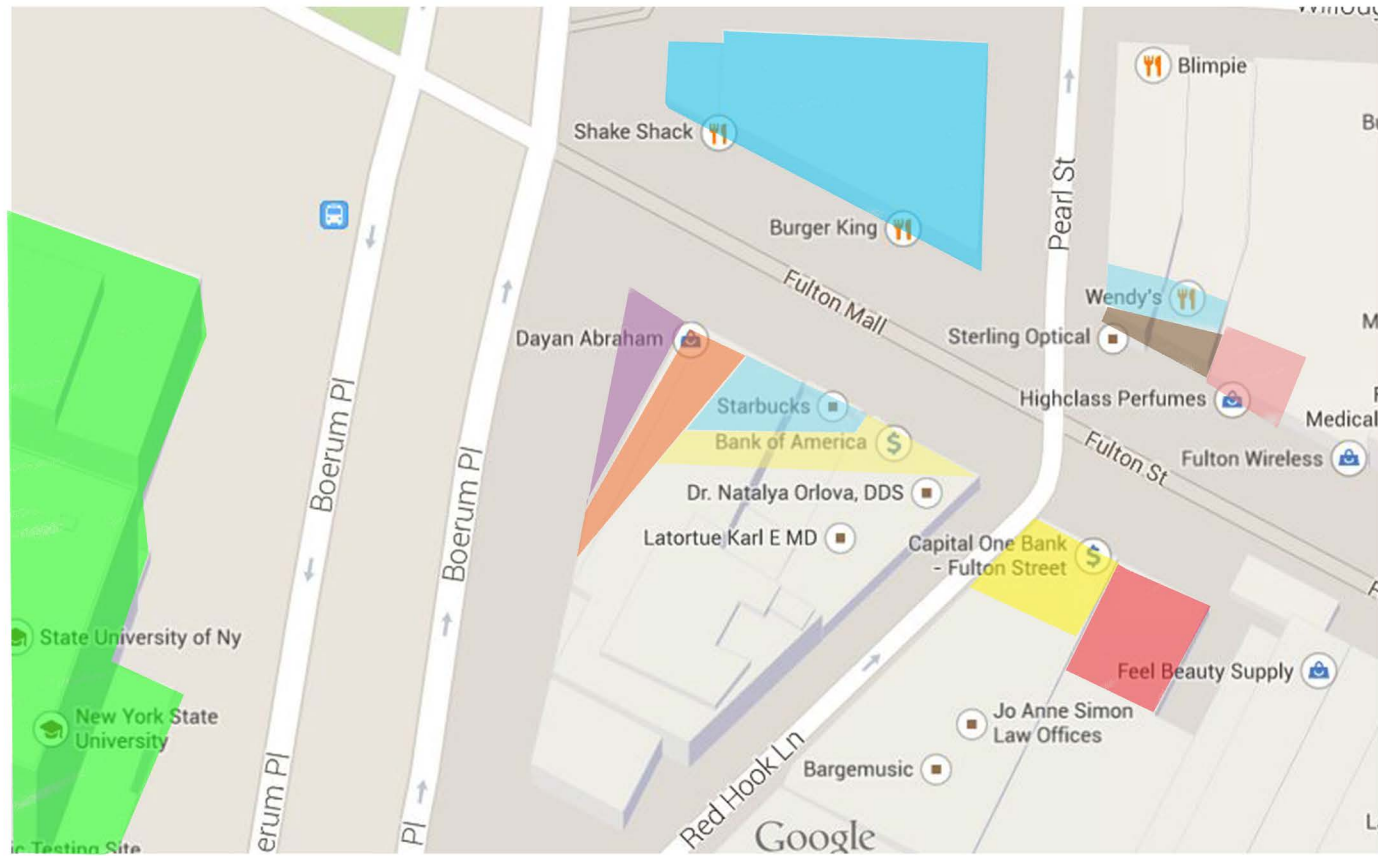 Blimpie
Shake Shack
Burger King
Pearl St
Fulton Mall
Wendy's
Dayan Abraham
Sterling Optical
Boerum Pl
Starbucks
Highclass Perfumes
Medical
Bank of America
Fulton St
Fulton Wireless
Boerum Pl
Dr. Natalya Orlova, DDS
Latortue Karl E MD
Capital One Bank
- Fulton Street
State University of Ny
Feel Beauty Supply
New York State
University
Jo Anne Simon
Law Offices
Bargemusic
Red Hook Ln
erum Pl
Pl
Google
ic Testing Site